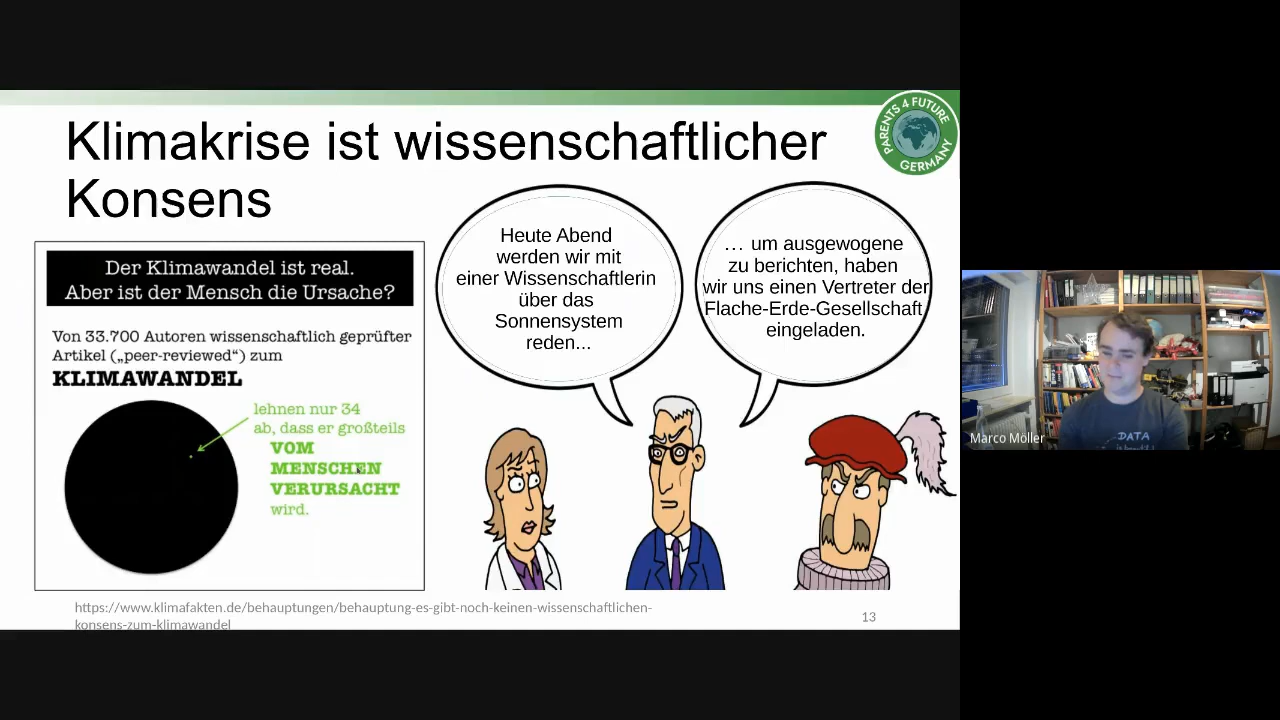 Klimakrise ist wissenschaftlicher
Konsens
PARENTS 4 FUTURE
GERMANY
Der Klimawandel ist real.
Aber ist der Mensch die Ursache?
Von 33.700 Autoren wissenschaftlich geprüfter
Artikel („peer-reviewed“) zum
KLIMAWANDEL
lehnen nur 34
ab, dass er großteils
VOM
MENSCHEN
VERURSACHT
wird.
Heute Abend
werden wir mit
einer Wissenschaftlerin
über das
Sonnensystem
reden...
... um ausgewogene
zu berichten, haben
wir uns einen Vertreter der
Flache-Erde-Gesellschaft
eingeladen.
https://www.klimafakten.de/behauptungen/behauptung-es-gibt-noch-keinen-wissenschaftlichen-
konsens-zum-klimawandel
13
Marco Möller
DATA